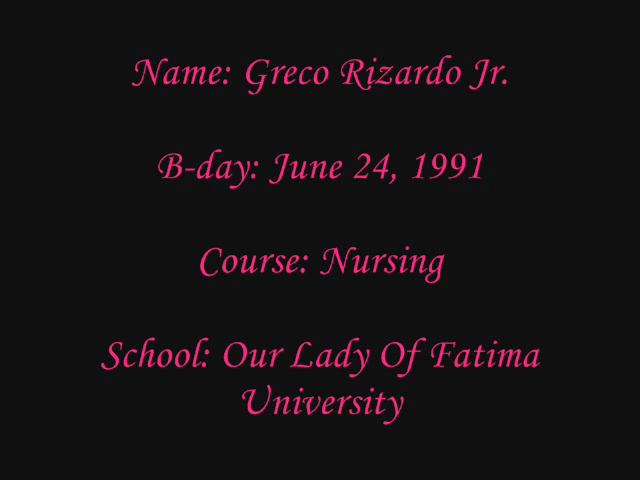 Name: Greco Rizardo Jr.
B-day: June 24, 1991
Course: Nursing
School: Our Lady Of Fatima
University